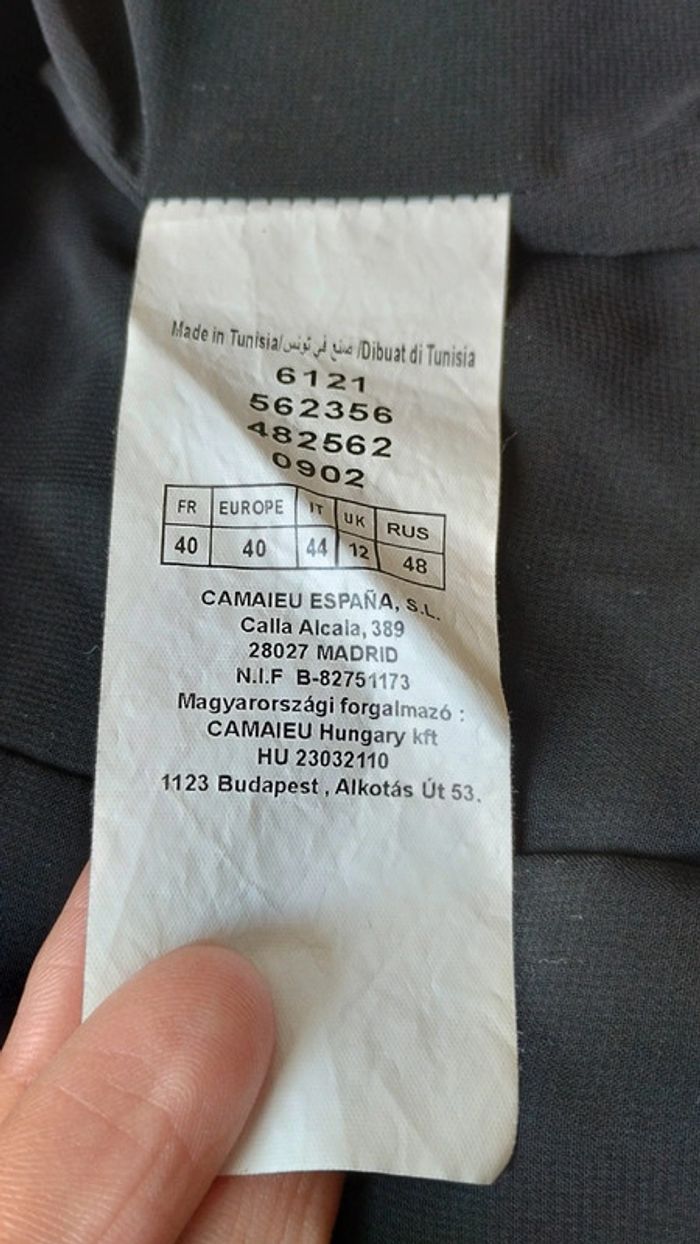 Made in Tunisia/صنع في تونس /Dibuat di Tunisia
6121
562356
482562
0902
FR EUROPE IT UK RUS
40 40 44 12 48
CAMAIEU ESPAÑA, S.L.
Calla Alcala, 389
28027 MADRID
N.I.F B-82751173
Magyarországi forgalmazó :
CAMAIEU Hungary kft
HU 23032110
1123 Budapest , Alkotás Út 53.